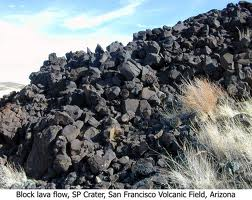 Block lava flow, SP Crater, San Francisco Volcanic Field, Arizona